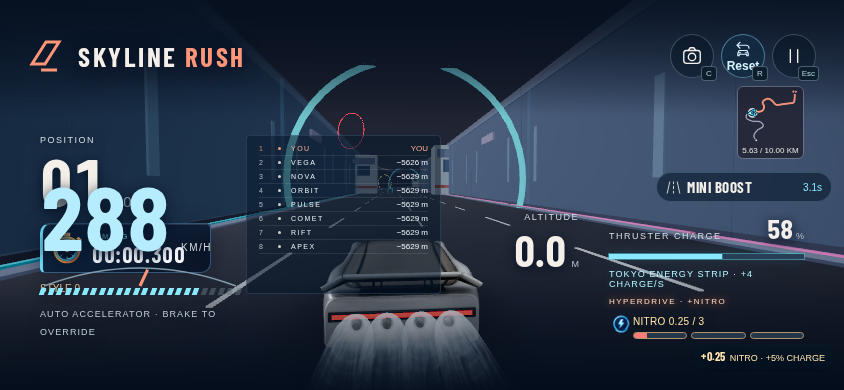 SKYLINE RUSH
C
Reset
R
Esc
5.63 / 10.00 KM
POSITION
01
288
KM/H
00:00.300
STYLE 0
AUTO ACCELERATOR · BRAKE TO
OVERRIDE
1 • YOU YOU
2 • VEGA −5626 m
3 • NOVA −5629 m
4 • ORBIT −5629 m
5 • PULSE −5629 m
6 • COMET −5629 m
7 • RIFT −5629 m
8 • APEX −5629 m
MINI BOOST 3.1s
ALTITUDE
0.0 M
THRUSTER CHARGE 58 %
TOKYO ENERGY STRIP · +4
CHARGE/S
HYPERDRIVE · +NITRO
NITRO 0.25 / 3
+0.25 NITRO · +5% CHARGE